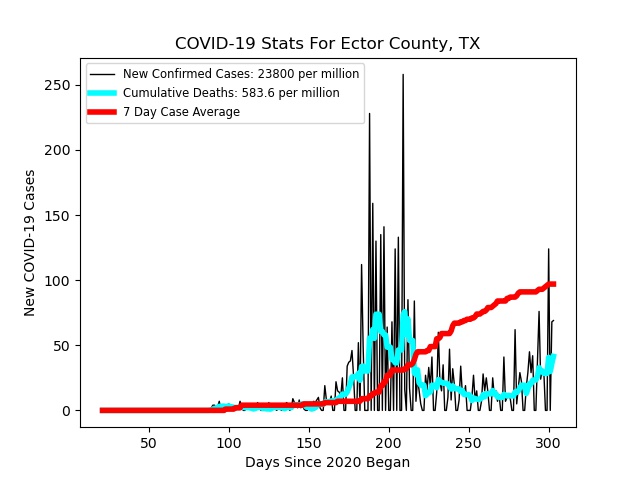 COVID-19 Stats For Ector County, TX
New Confirmed Cases: 23800 per million
Cumulative Deaths: 583.6 per million
7 Day Case Average
New COVID-19 Cases
250
200
150
100
50
0
50 100 150 200 250 300
Days Since 2020 Began